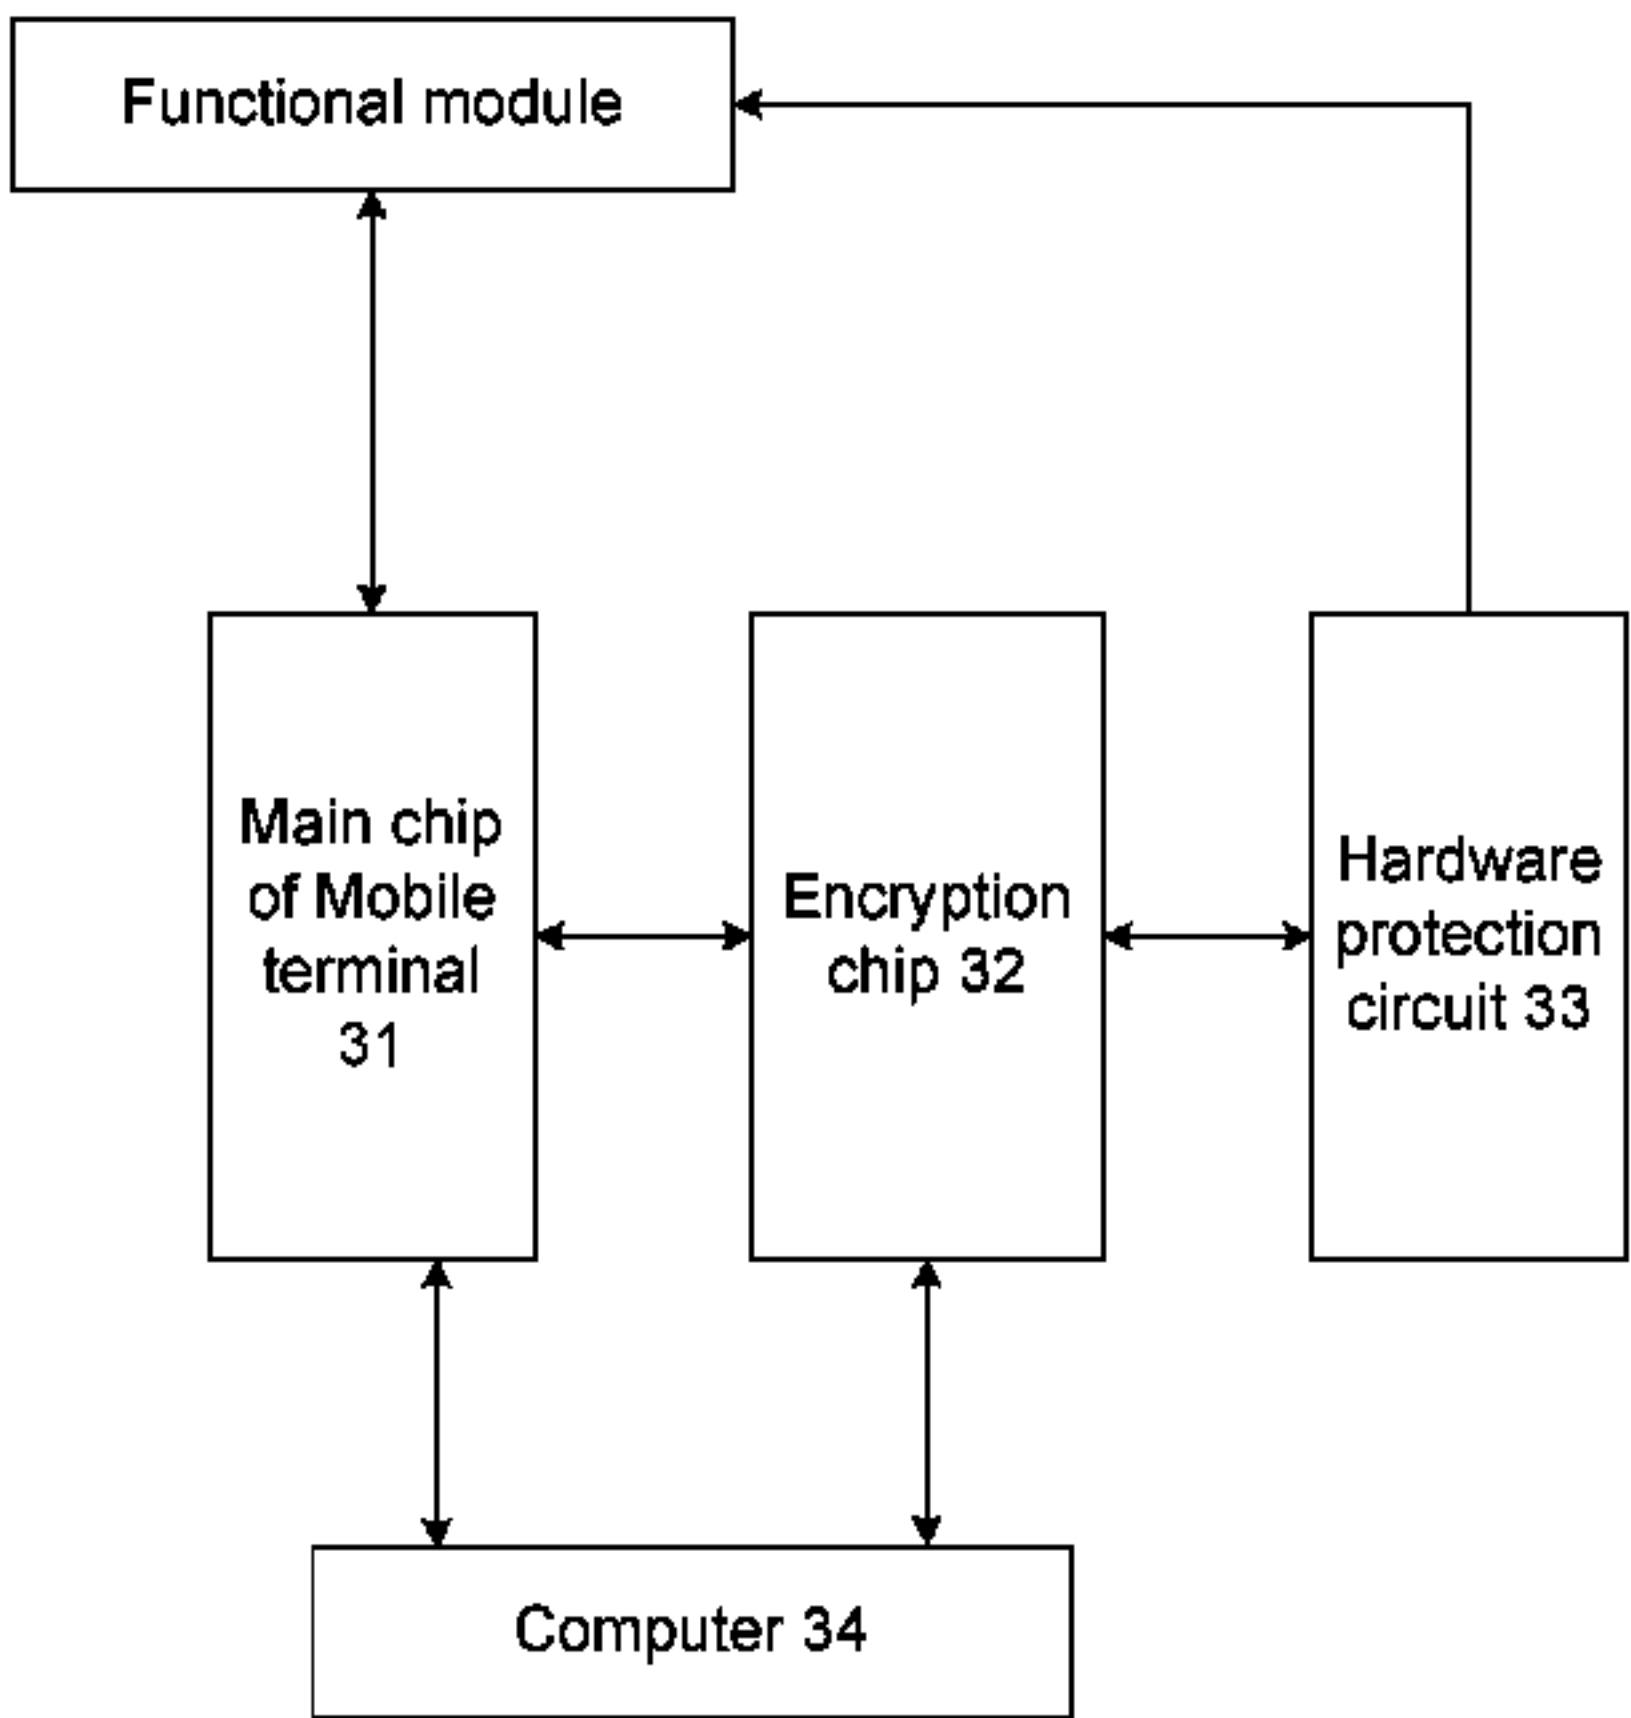 Functional module
Main chip
of Mobile
terminal
31
Encryption
chip 32
Hardware
protection
circuit 33
Computer 34